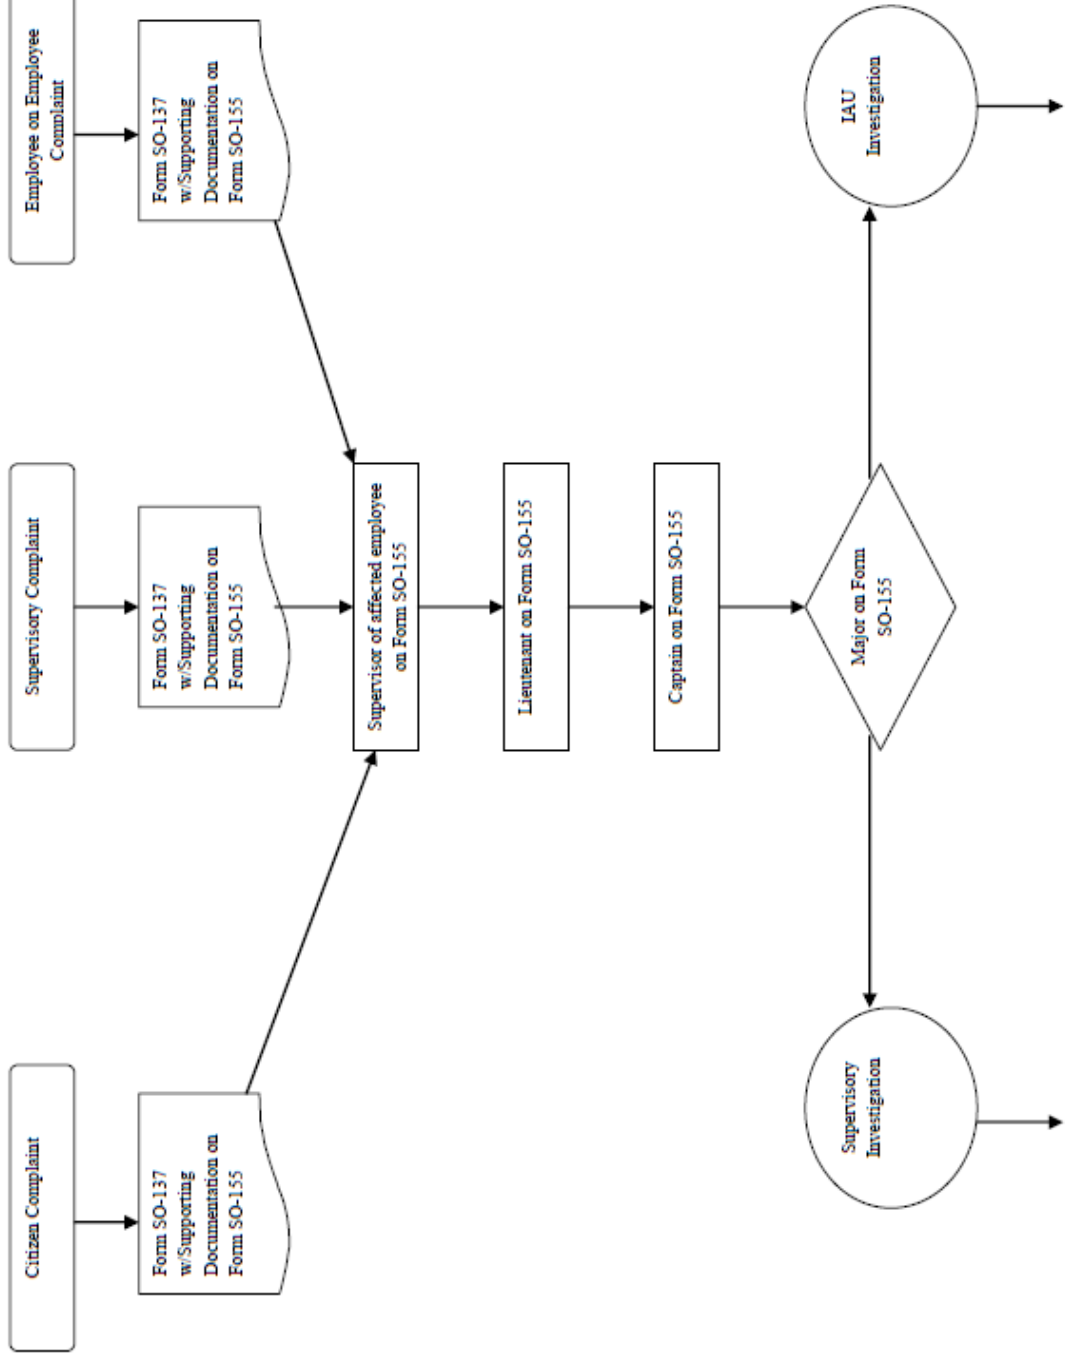 Citizen Complaint
Supervisory Complaint
Employee on Employee
Complaint
Form SO-137
w/Supporting
Documentation on
Form SO-155
Form SO-137
w/Supporting
Documentation on
Form SO-155
Form SO-137
w/Supporting
Documentation on
Form SO-155
Supervisor of affected employee
on Form SO-155
Lieutenant on Form SO-155
Captain on Form SO-155
Major on Form
SO-155
Supervisory
Investigation
IAU
Investigation